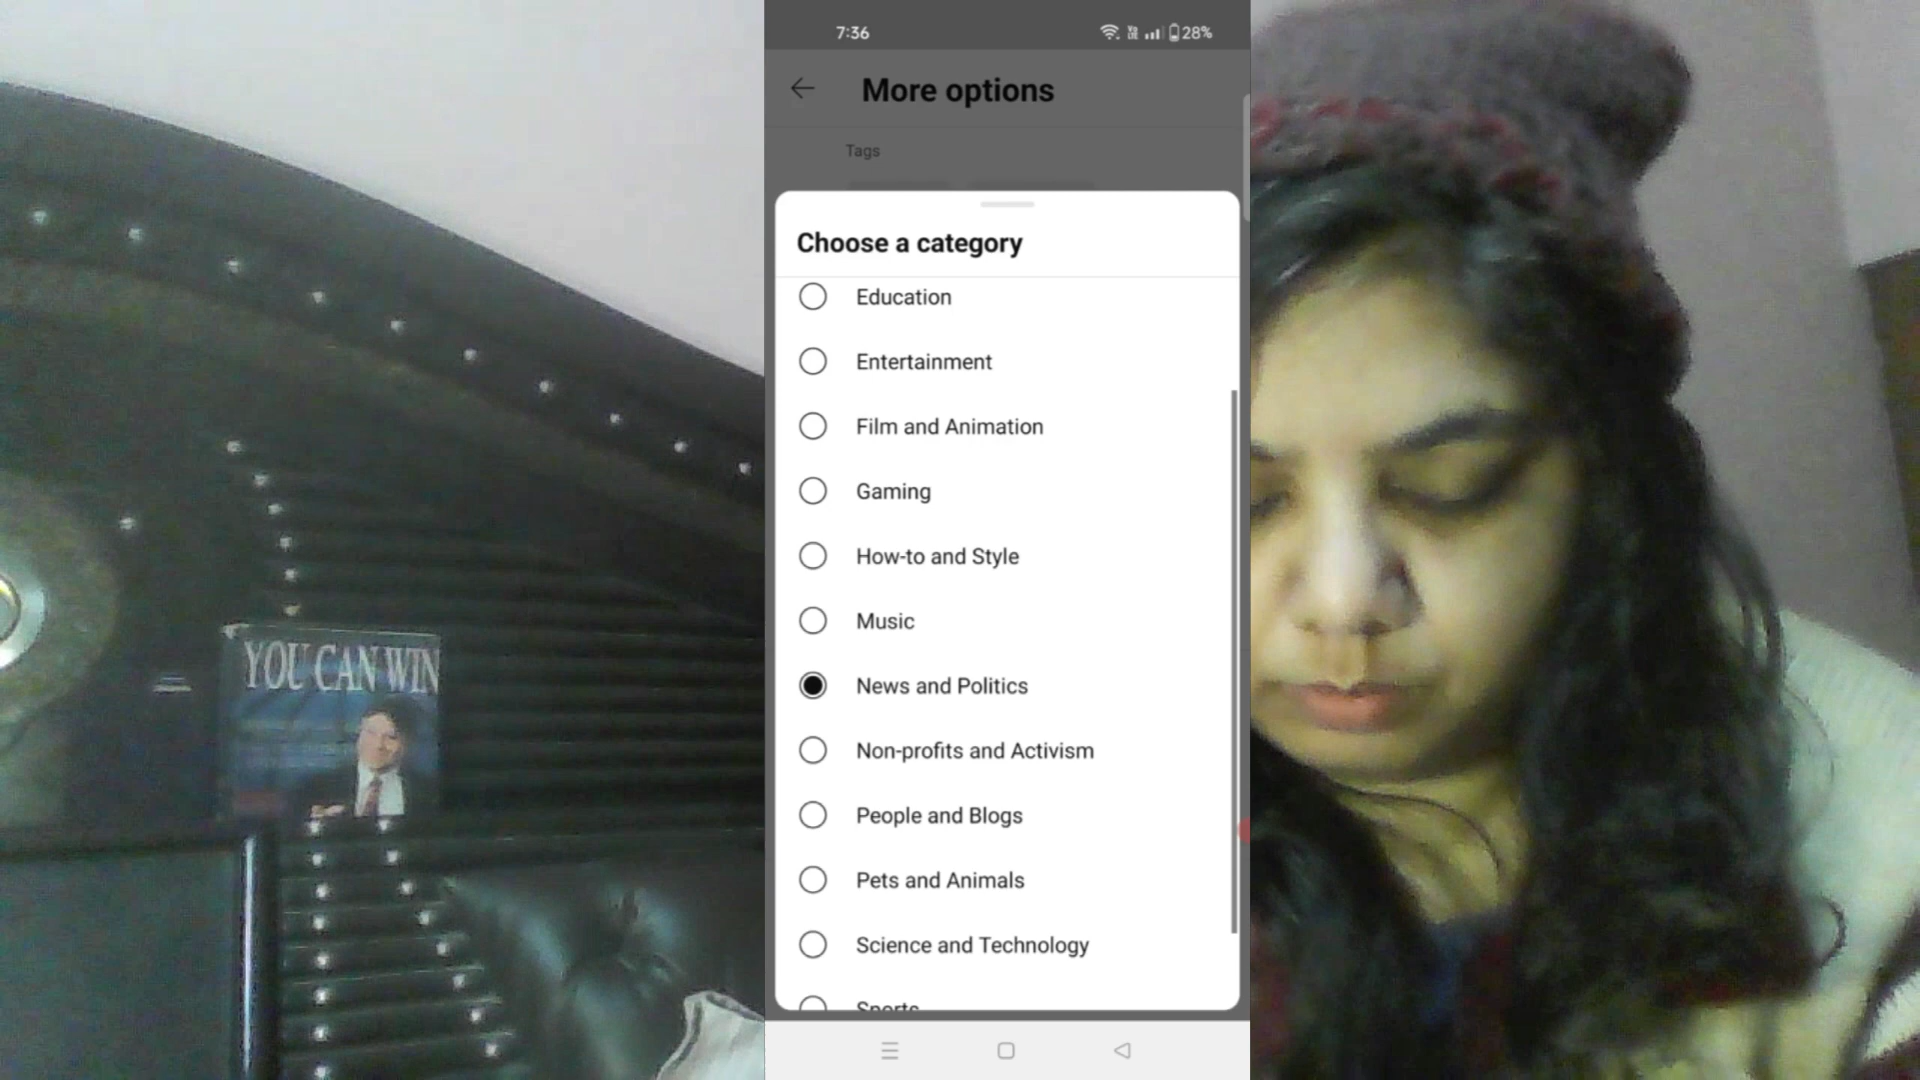 7:36
28%
More options
Tags
Choose a category
Education
Entertainment
Film and Animation
Gaming
How-to and Style
Music
News and Politics
Non-profits and Activism
People and Blogs
Pets and Animals
Science and Technology
Sports
YOU CAN WIN